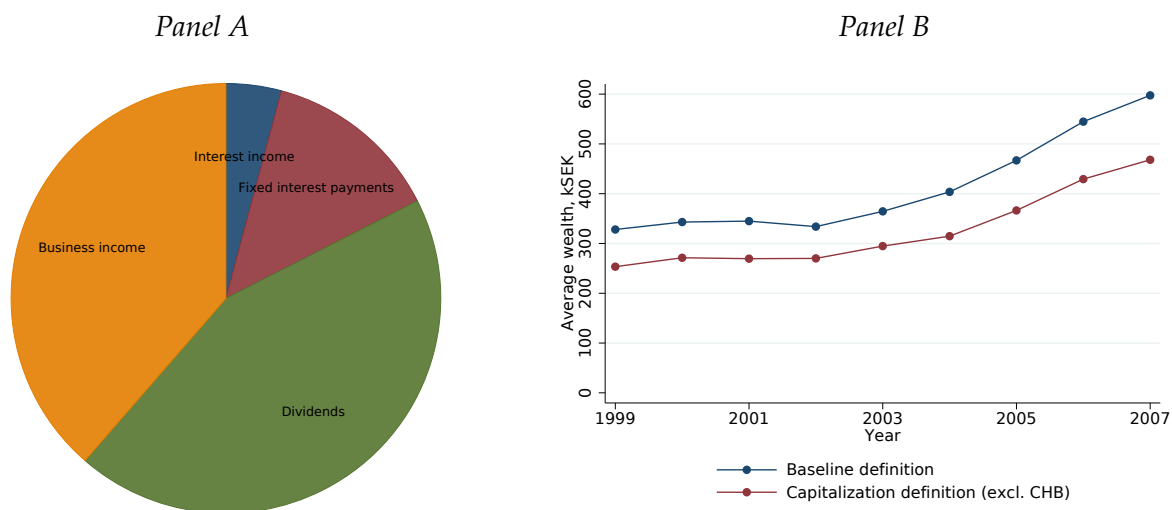 Panel A
Interest income
Fixed interest payments
Business income
Dividends
Panel B
Average wealth, kSEK
600
500
400
300
200
100
0
1999 2001 2003 2005 2007
Year
Baseline definition
Capitalization definition (excl. CHB)